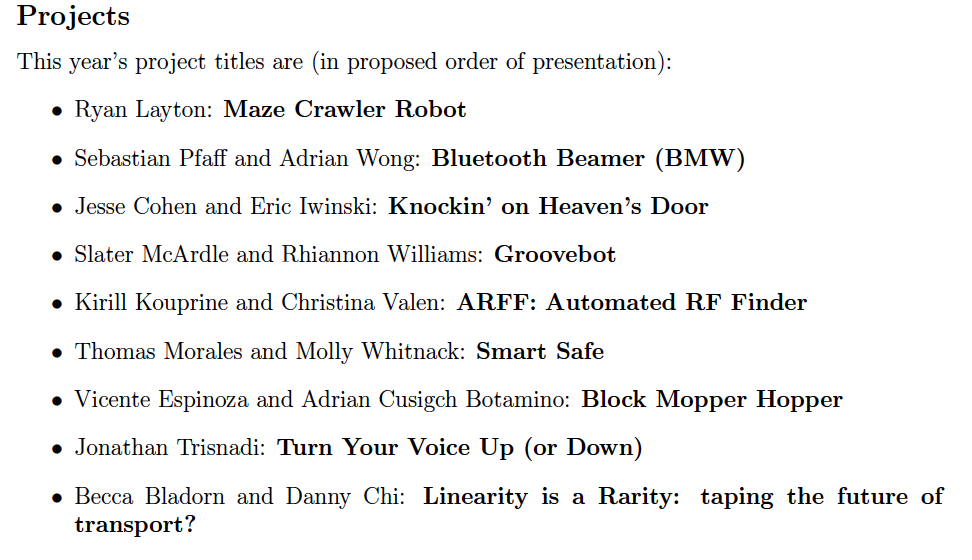 Projects
This year's project titles are (in proposed order of presentation):
• Ryan Layton: Maze Crawler Robot
• Sebastian Pfaff and Adrian Wong: Bluetooth Beamer (BMW)
• Jesse Cohen and Eric Iwinski: Knockin' on Heaven's Door
• Slater McArdle and Rhiannon Williams: Groovebot
• Kirill Kouprine and Christina Valen: ARFF: Automated RF Finder
• Thomas Morales and Molly Whitnack: Smart Safe
• Vicente Espinoza and Adrian Cusigch Botamino: Block Mopper Hopper
• Jonathan Trisnadi: Turn Your Voice Up (or Down)
• Becca Bladorn and Danny Chi: Linearity is a Rarity: taping the future of
transport?